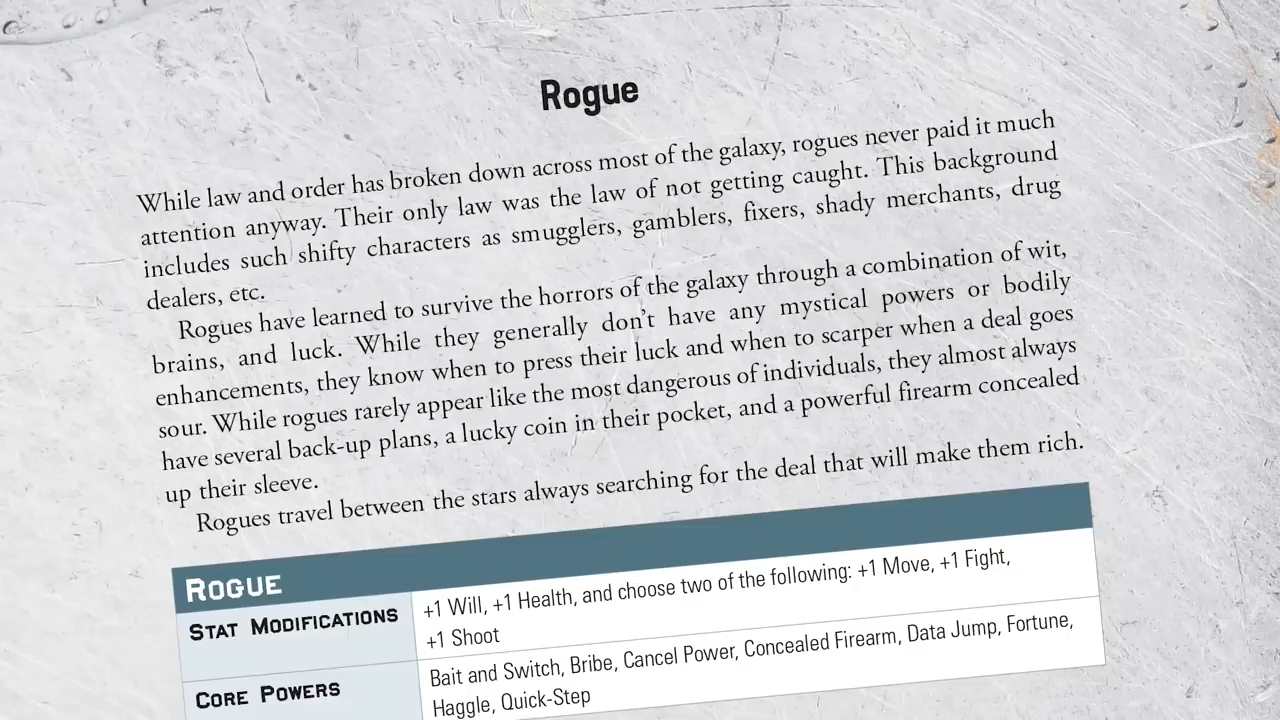 Rogue
While law and order has broken down across most of the galaxy, rogues never paid it much
attention anyway. Their only law was the law of not getting caught. This background
includes such shifty characters as smugglers, gamblers, fixers, shady merchants, drug
dealers, etc.
Rogues have learned to survive the horrors of the galaxy through a combination of wit,
brains, and luck. While they generally don't have any mystical powers or bodily
enhancements, they know when to press their luck and when to scarper when a deal goes
sour. While rogues rarely appear like the most dangerous of individuals, they almost always
have several back-up plans, a lucky coin in their pocket, and a powerful firearm concealed
up their sleeve.
Rogues travel between the stars always searching for the deal that will make them rich.
ROGUE
STAT MODIFICATIONS
+1 Will, +1 Health, and choose two of the following: +1 Move, +1 Fight,
+1 Shoot
CORE POWERS
Bait and Switch, Bribe, Cancel Power, Concealed Firearm, Data Jump, Fortune,
Haggle, Quick-Step